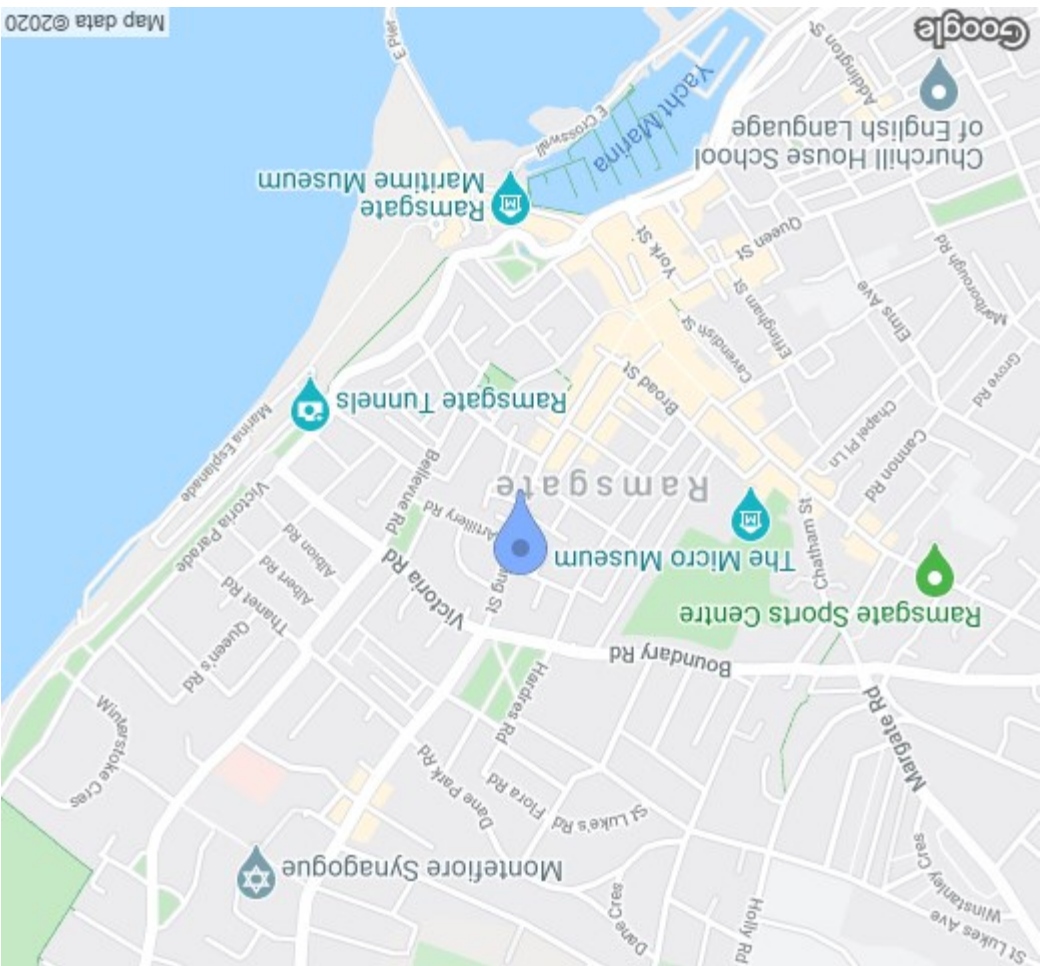 St Lukes Ave
Winstanley Cres
Holly Rd
Dane Cres
Montefiore Synagogue
St Luke's Rd
Flora Rd
Dane Park Rd
Winterstoke Cres
Margate Rd
Boundary Rd
Hardres Rd
Queen's Rd
Thanet Rd
Albert Rd
Albion Rd
Victoria Rd
Victoria Parade
Ramsgate Sports Centre
Chatham St
The Micro Museum
ng St
Artillery Rd
Bellevue Rd
Marina Esplanade
Ramsgate
Cannon Rd
Chapel Pl Ln
Broad St
Ramsgate Tunnels
Grove Rd
Marlborough Rd
Elms Ave
Effingham St
Cavendish St
Queen St
York St
Ramsgate
Maritime Museum
Churchill House School
of English Language
Addington St
Yacht Marina
E Crosswall
E Pier
Google
Map data ©2020